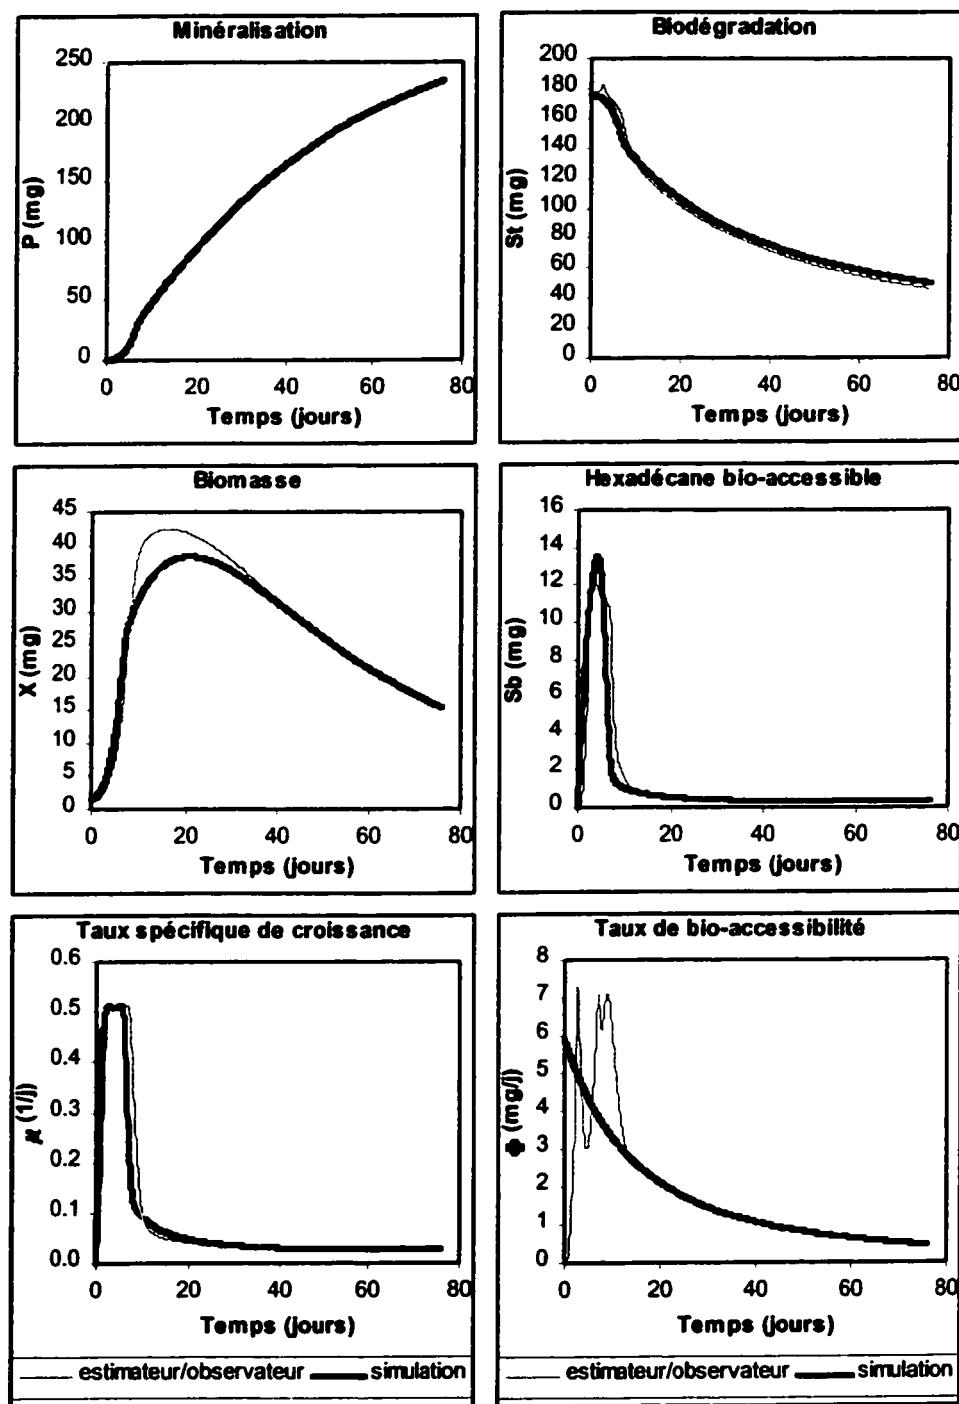 Minéralisation
250
200
150
100
50
0
P (mg)
0 20 40 60 80
Temps (jours)
Biodégradation
200
180
160
140
120
100
80
60
40
20
0
St (mg)
0 20 40 60 80
Temps (jours)
Biomasse
45
40
35
30
25
20
15
10
5
0
X (mg)
0 20 40 60 80
Temps (jours)
Hexadécane bio-accessible
16
14
12
10
8
6
4
2
0
Sb (mg)
0 20 40 60 80
Temps (jours)
Taux spécifique de croissance
0.6
0.5
0.4
0.3
0.2
0.1
0.0
μ (1/j)
0 20 40 60 80
Temps (jours)
estimateur/observateur simulation
Taux de bio-accessibilité
8
7
6
5
4
3
2
1
0
Φ (mg/j)
0 20 40 60 80
Temps (jours)
estimateur/observateur simulation